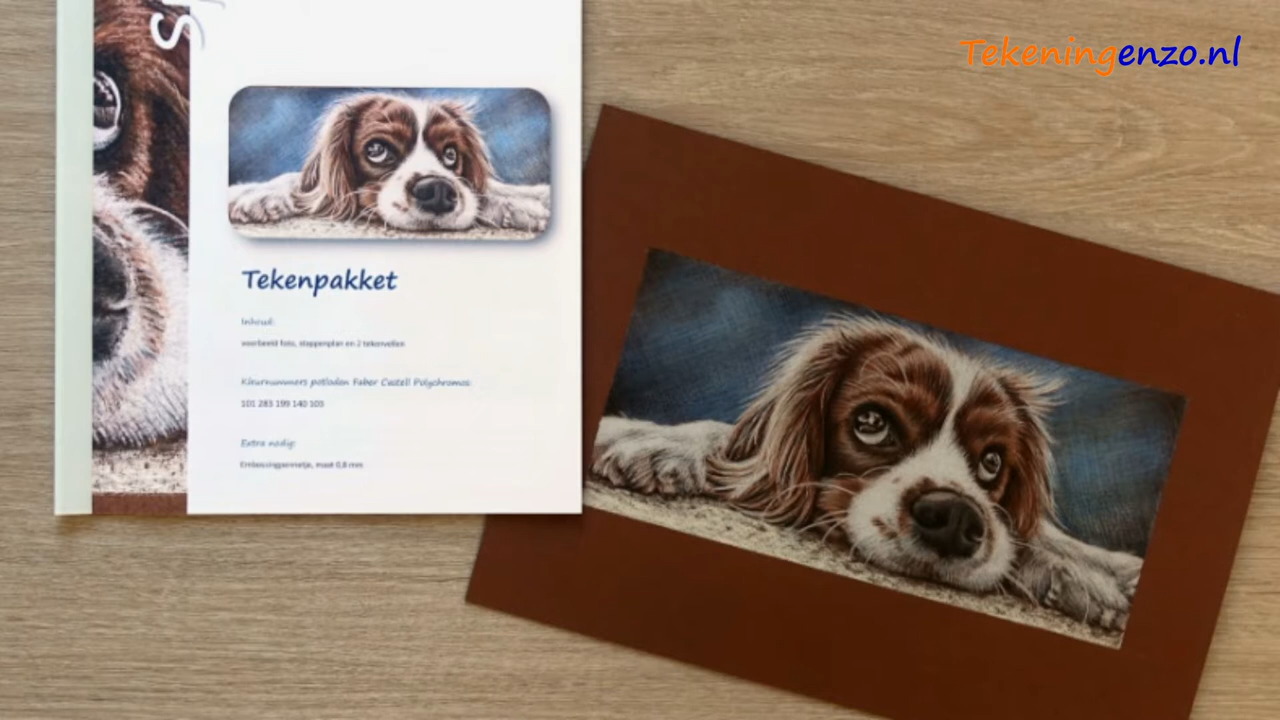 Tekeningenzo.nl
Tekenpakket
Inhoud:
voorbeeld foto, stappenplan en 2 tekenvellen
Kleurnummers potloden Faber Castell Polychromos:
101 283 199 140 103
Extra nodig:
Embossingpennetje, maat 0,8 mm